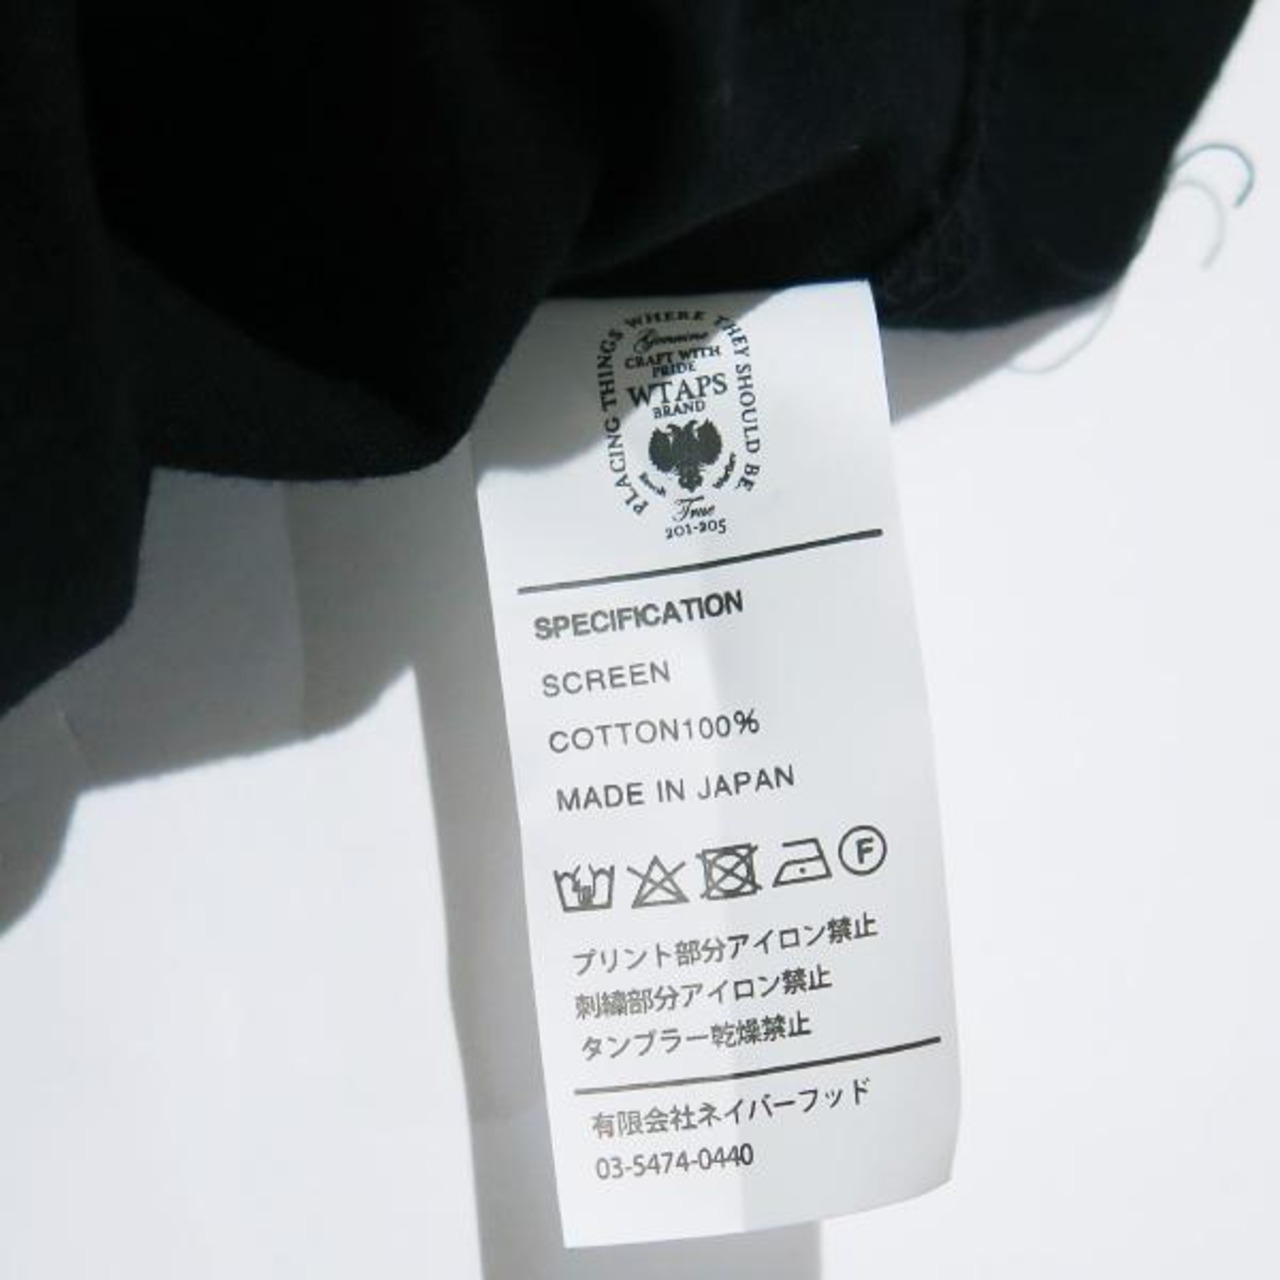 PLACING THINGS WHERE THEY SHOULD BE
Genuine
CRAFT WITH
PRIDE
WTAPS
BRAND
True
201-205
SPECIFICATION
SCREEN
COTTON100%
MADE IN JAPAN
F
プリント部分アイロン禁止
刺繍部分アイロン禁止
タンブラー乾燥禁止
有限会社ネイバーフッド
03-5474-0440